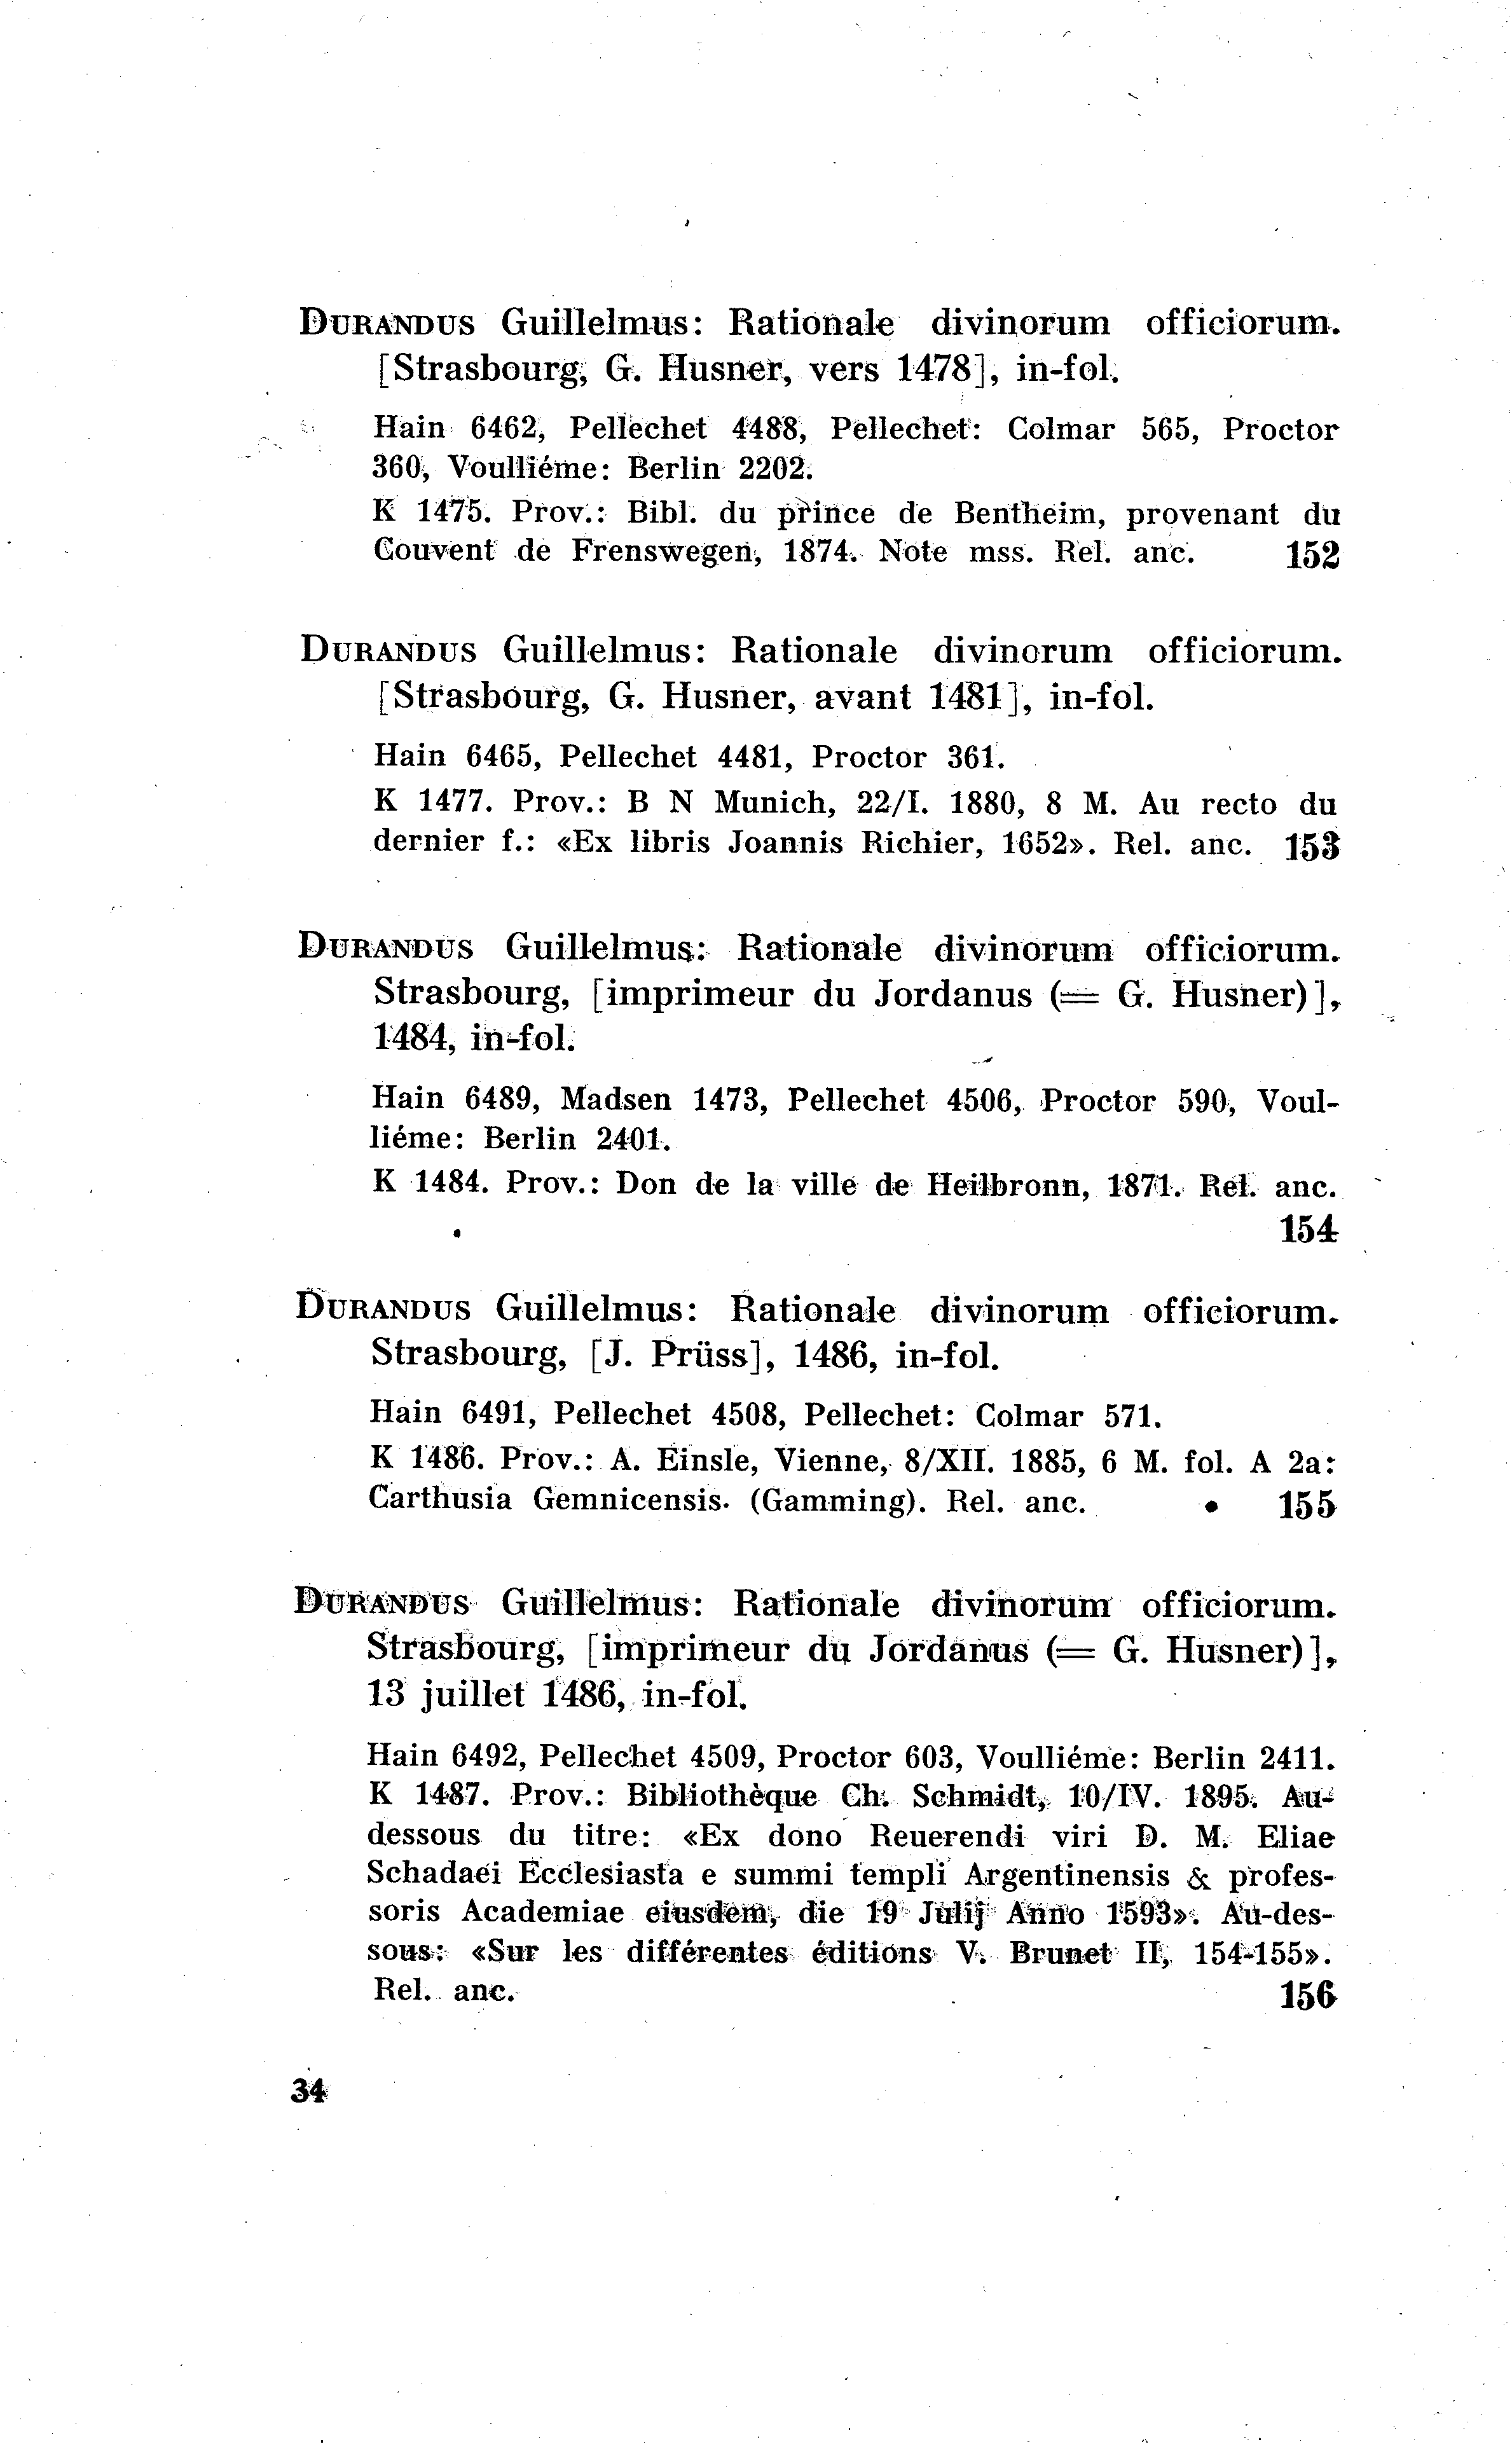 DURANDUS Guillelmus: Rationale divinorum officiorum.
[Strasbourg, G. Husner, vers 1478], in-fol.
Hain 6462, Pellechet 4488, Pellechet: Colmar 565, Proctor
360, Voulliéme: Berlin 2202.
K 1475. Prov.: Bibl. du prince de Bentheim, provenant du
Couvent de Frenswegen, 1874. Note mss. Rel. anc. 152
DURANDUS Guillelmus: Rationale divinorum officiorum.
[Strasbourg, G. Husner, avant 1481], in-fol.
Hain 6465, Pellechet 4481, Proctor 361.
K 1477. Prov.: B N Munich, 22/I. 1880, 8 M. Au recto du
dernier f.: «Ex libris Joannis Richier, 1652». Rel. anc. 153
DURANDUS Guillelmus: Rationale divinorum officiorum.
Strasbourg, [imprimeur du Jordanus (= G. Husner)],
1484, in-fol.
Hain 6489, Madsen 1473, Pellechet 4506, Proctor 590, Voul-
liéme: Berlin 2401.
K 1484. Prov.: Don de la ville de Heilbronn, 1871. Rel. anc.
154
DURANDUS Guillelmus: Rationale divinorum officiorum.
Strasbourg, [J. Prüss], 1486, in-fol.
Hain 6491, Pellechet 4508, Pellechet: Colmar 571.
K 1486. Prov.: A. Einsle, Vienne, 8/XII. 1885, 6 M. fol. A 2a:
Carthusia Gemnicensis. (Gamming). Rel. anc. 155
DURANDUS Guillelmus: Rationale divinorum officiorum.
Strasbourg, [imprimeur du Jordanus (= G. Husner)],
13 juillet 1486, in-fol.
Hain 6492, Pellechet 4509, Proctor 603, Voulliéme: Berlin 2411.
K 1487. Prov.: Bibliothèque Ch. Schmidt, 10/IV. 1895. Au-
dessous du titre: «Ex dono Reuerendi viri D. M. Eliae
Schadaei Ecclesiasta e summi templi Argentinensis & profes-
soris Academiae eiusdem, die 19 Julij Anno 1593». Au-des-
sous: «Sur les différentes éditions V. Brunet II, 154-155».
Rel. anc. 156
34